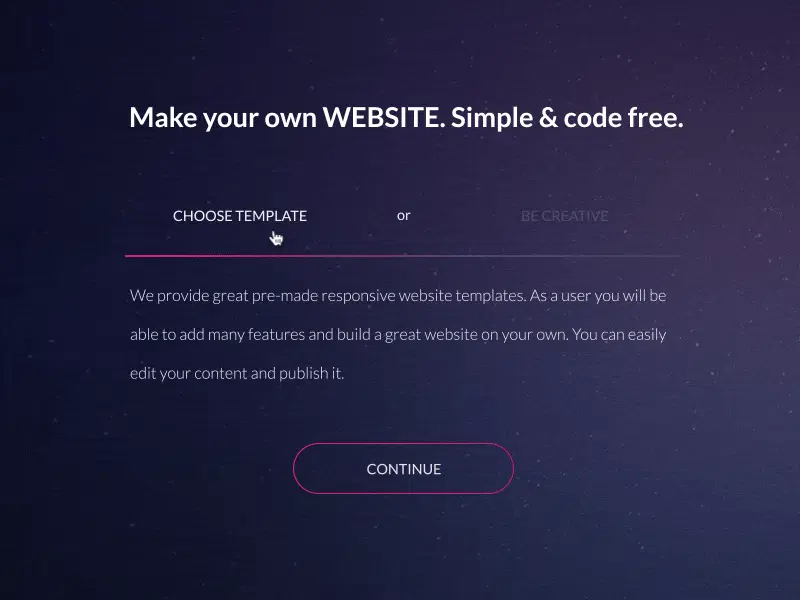 Make your own WEBSITE. Simple & code free.
CHOOSE TEMPLATE or BE CREATIVE
We provide great pre-made responsive website templates. As a user you will be
able to add many features and build a great website on your own. You can easily
edit your content and publish it.
CONTINUE